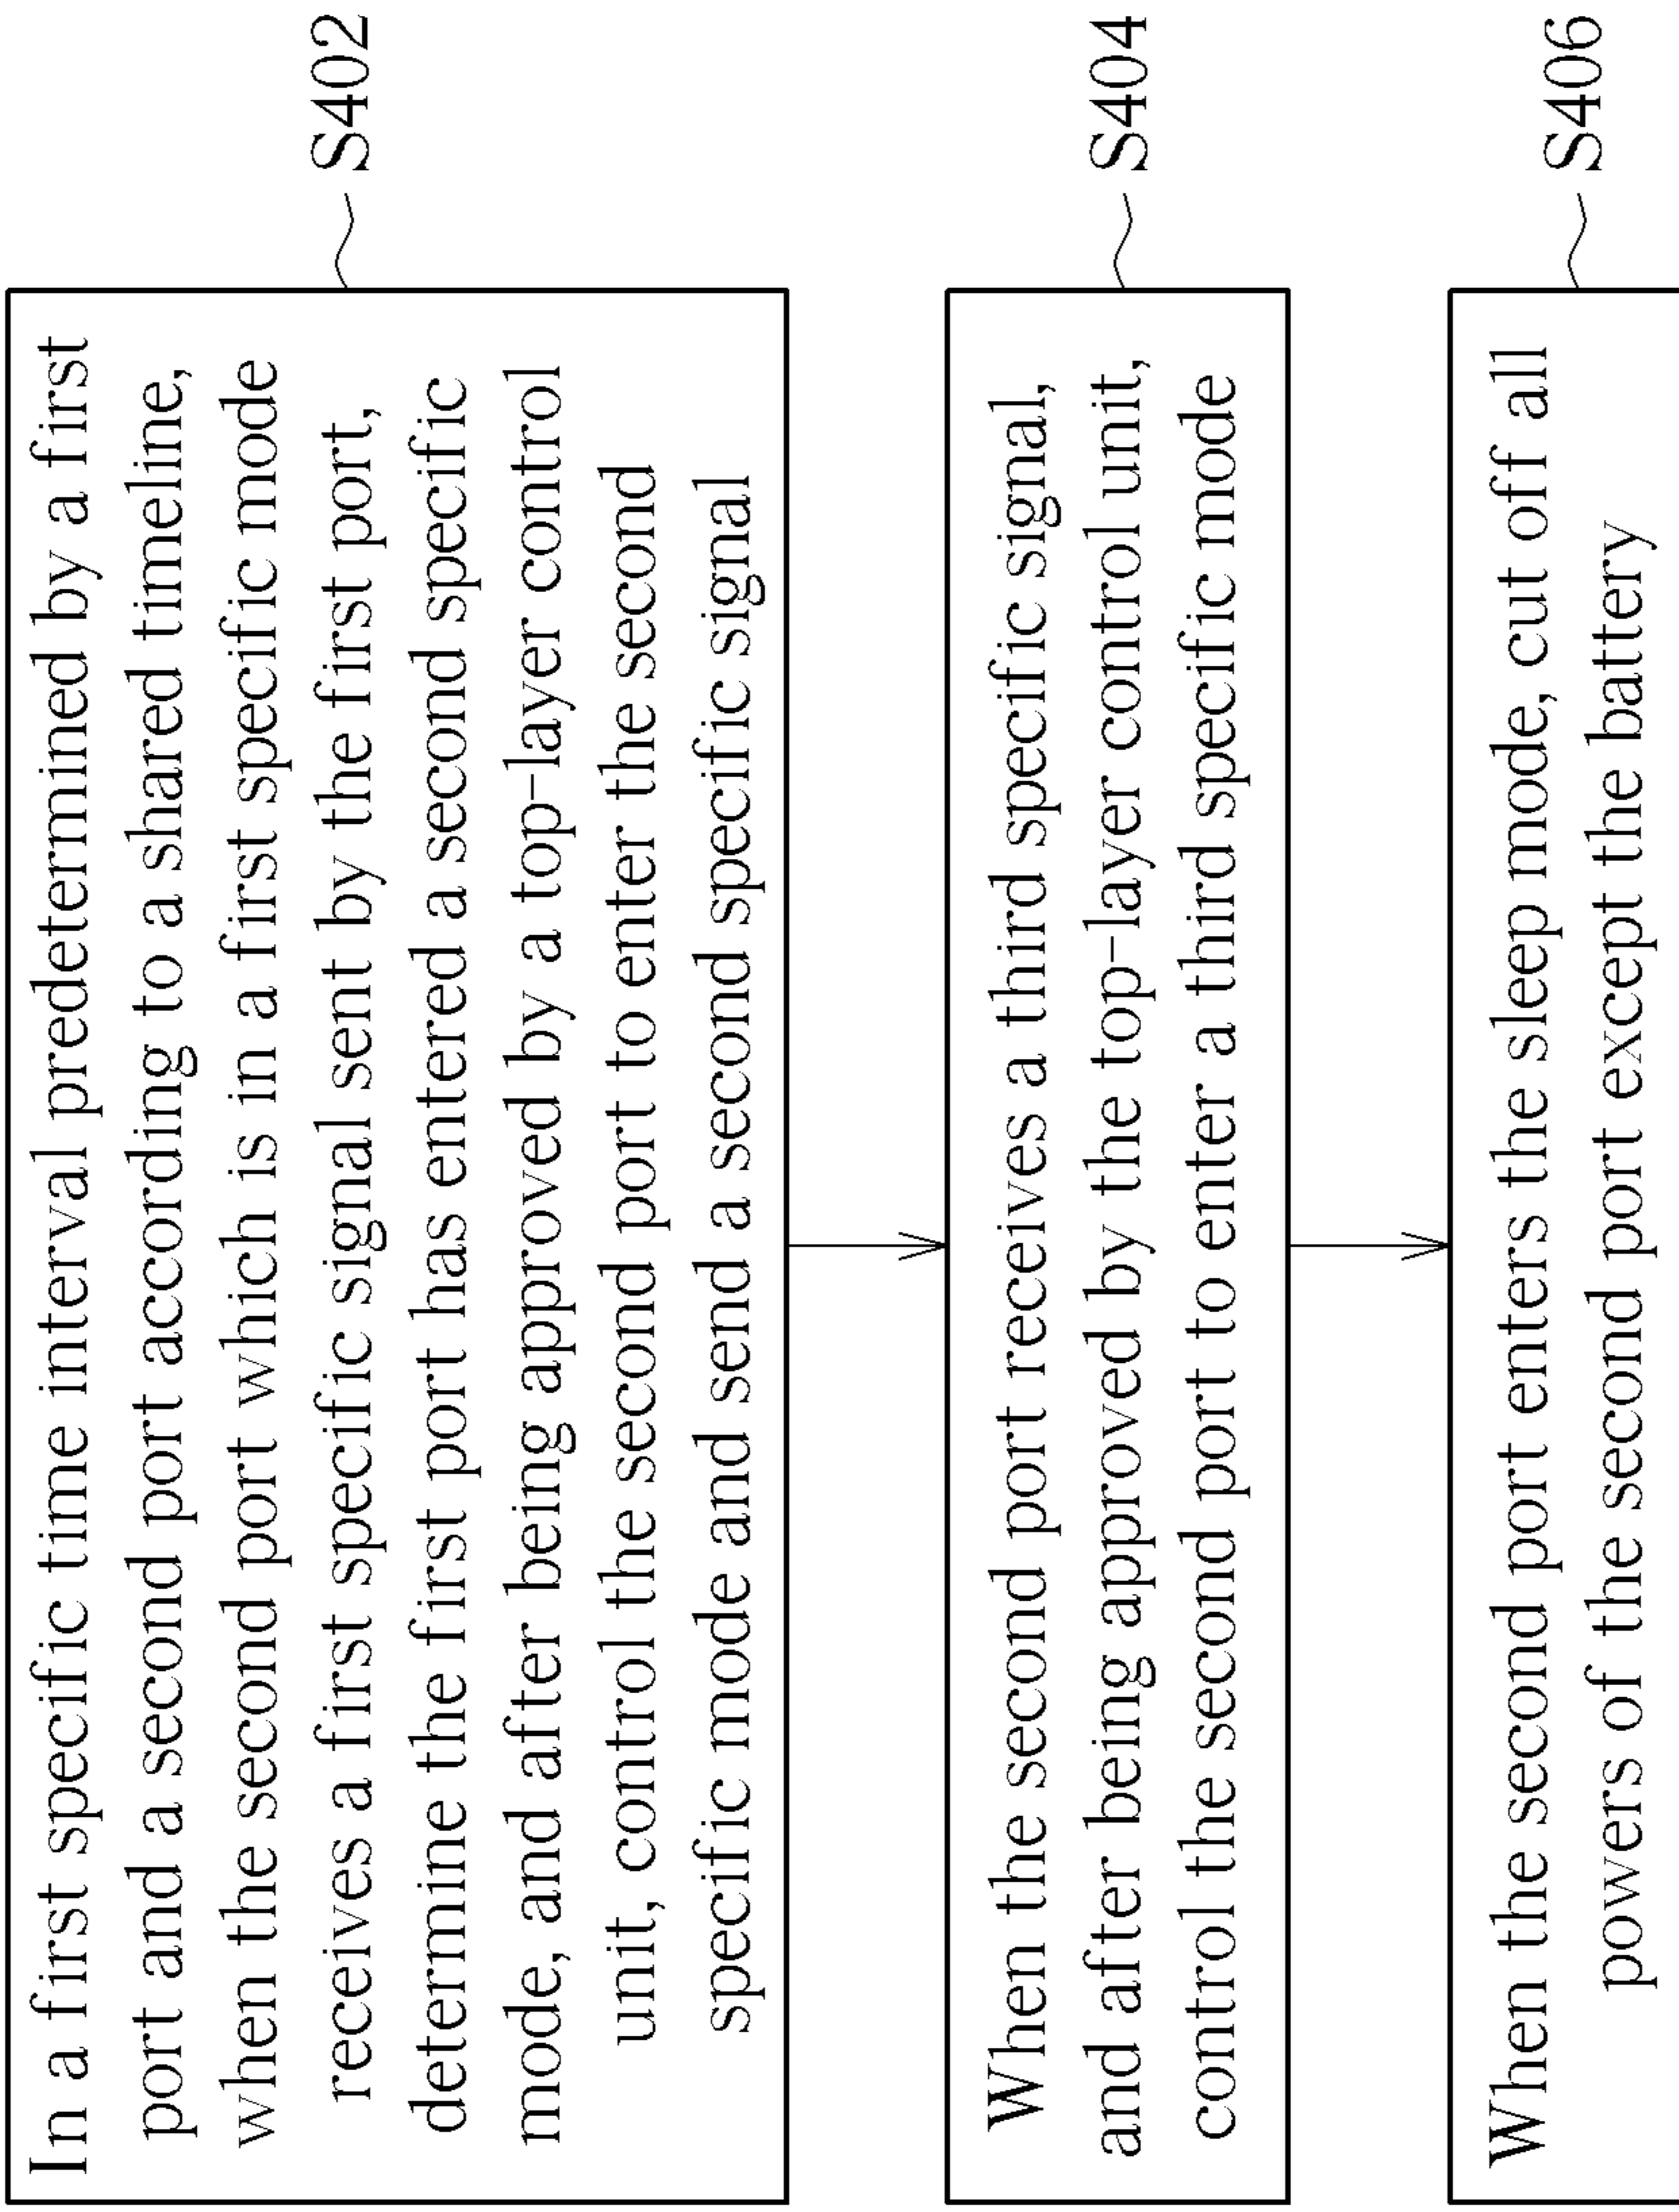 In a first specific time interval predetermined by a first
port and a second port according to a shared timeline,
when the second port which is in a first specific mode
receives a first specific signal sent by the first port,
determine the first port has entered a second specific
mode, and after being approved by a top-layer control
unit, control the second port to enter the second
specific mode and send a second specific signal
S402
When the second port receives a third specific signal,
and after being approved by the top-layer control unit,
control the second port to enter a third specific mode
S404
When the second port enters the sleep mode, cut off all
powers of the second port except the battery
S406